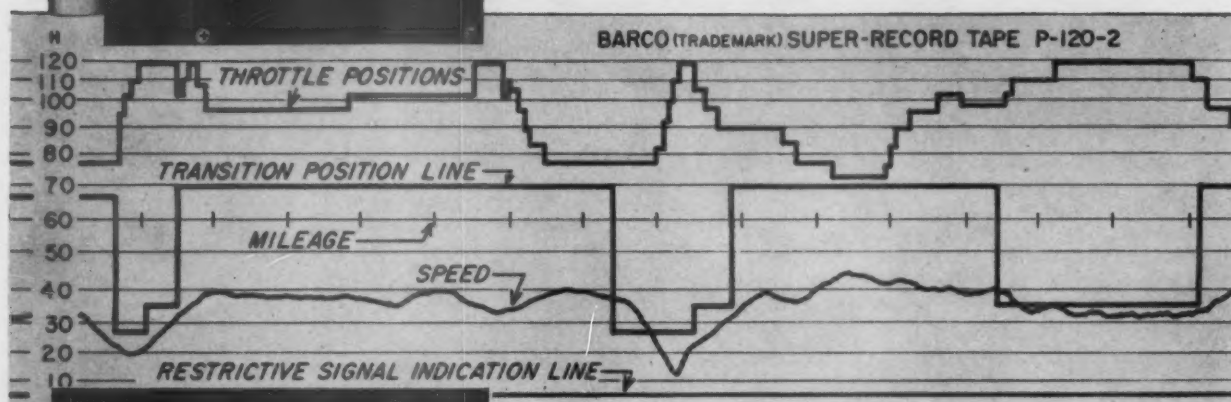 M
BARCO (TRADEMARK) SUPER-RECORD TAPE P-120-2
120
110
THROTTLE POSITIONS
100
90
80
TRANSITION POSITION LINE
70
60
MILEAGE
50
SPEED
40
30
20
RESTRICTIVE SIGNAL INDICATION LINE
10